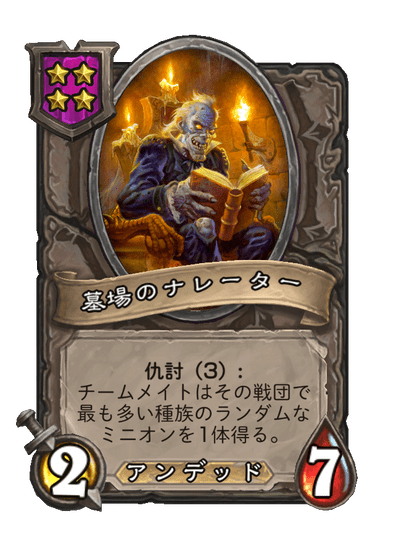 墓場のナレーター
仇討（3）:
チームメイトはその戦団で
最も多い種族のランダムな
ミニオンを1体得る。
2
アンデッド
7